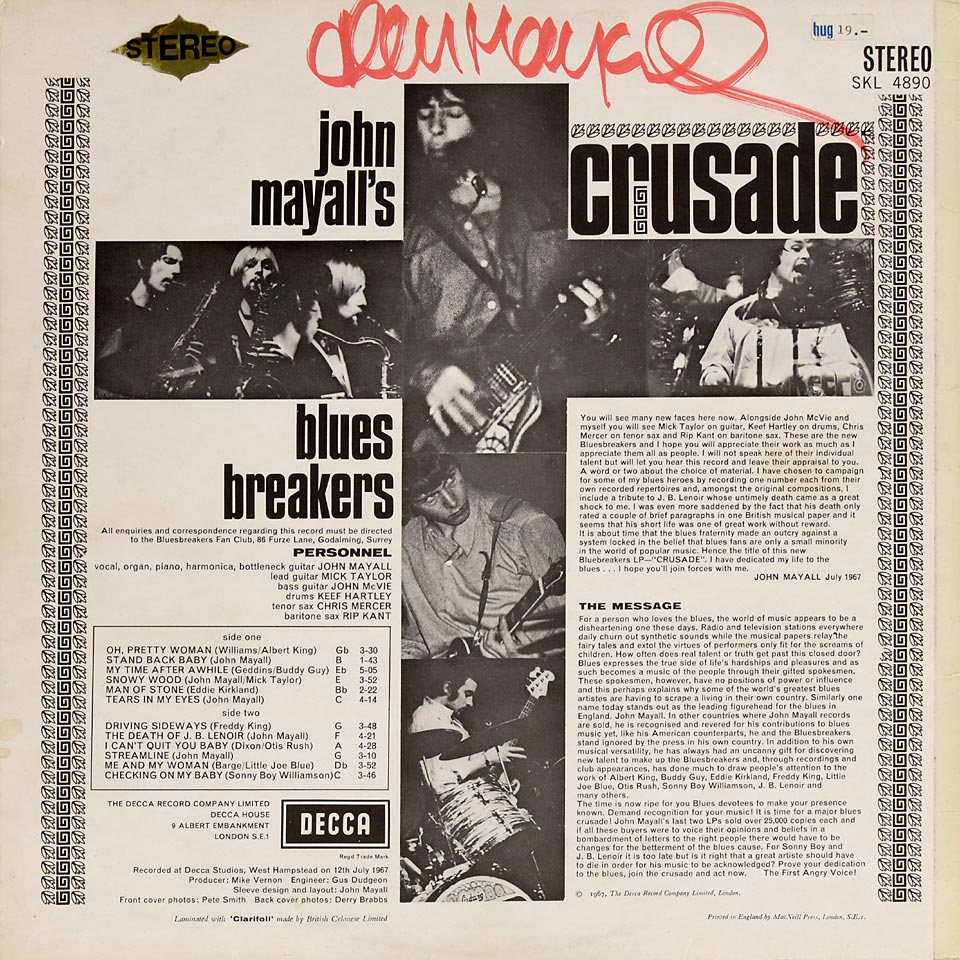 STEREO
John Mayall
hug 19.-
STEREO
SKL 4890
john
mayall's
crusade
blues
breakers
All enquiries and correspondence regarding this record must be directed
to the Bluesbreakers Fan Club, 86 Furze Lane, Godalming, Surrey
PERSONNEL
vocal, organ, piano, harmonica, bottleneck guitar JOHN MAYALL
lead guitar MICK TAYLOR
bass guitar JOHN McVIE
drums KEEF HARTLEY
tenor sax CHRIS MERCER
baritone sax RIP KANT
side one
OH, PRETTY WOMAN (Williams/Albert King) Gb 3-30
STAND BACK BABY (John Mayall) B 1-43
MY TIME AFTER AWHILE (Geddins/Buddy Guy) Eb 5-05
SNOWY WOOD (John Mayall/Mick Taylor) E 3-52
MAN OF STONE (Eddie Kirkland) Bb 2-22
TEARS IN MY EYES (John Mayall) C 4-14
side two
DRIVING SIDEWAYS (Freddy King) G 3-48
THE DEATH OF J. B. LENOIR (John Mayall) F 4-21
I CAN'T QUIT YOU BABY (Dixon/Otis Rush) A 4-28
STREAMLINE (John Mayall) G 3-10
ME AND MY WOMAN (Barge/Little Joe Blue) Db 3-52
CHECKING ON MY BABY (Sonny Boy Williamson) C 3-46
THE DECCA RECORD COMPANY LIMITED
DECCA HOUSE
9 ALBERT EMBANKMENT
LONDON S.E.1
DECCA
Regd Trade Mark
Recorded at Decca Studios, West Hampstead on 12th July 1967
Producer: Mike Vernon Engineer: Gus Dudgeon
Sleeve design and layout: John Mayall
Front cover photos: Pete Smith Back cover photos: Derry Brabbs
Laminated with 'Clarifoil' made by British Celanese Limited
You will see many new faces here now. Alongside John McVie and
myself you will see Mick Taylor on guitar, Keef Hartley on drums, Chris
Mercer on tenor sax and Rip Kant on baritone sax. These are the new
Bluesbreakers and I hope you will appreciate their work as much as I
appreciate them all as people. I will not speak here of their individual
talent but will let you hear this record and leave their appraisal to you.
A word or two about the choice of material. I have chosen to campaign
for some of my blues heroes by recording one number each from their
own recorded repertoires and, amongst the original compositions, I
include a tribute to J. B. Lenoir whose untimely death came as a great
shock to me. I was even more saddened by the fact that his death only
rated a couple of brief paragraphs in one British musical paper and it
seems that his short life was one of great work without reward.
It is about time that the blues fraternity made an outcry against a
system locked in the belief that blues fans are only a small minority
in the world of popular music. Hence the title of this new
Bluebreakers LP—"CRUSADE". I have dedicated my life to the
blues . . . I hope you'll join forces with me.
JOHN MAYALL July 1967
THE MESSAGE
For a person who loves the blues, the world of music appears to be a
disheartening one these days. Radio and television stations everywhere
daily churn out synthetic sounds while the musical papers relay the
fairy tales and extol the virtues of performers only fit for the screams of
children. How often does real talent or truth get past this closed door?
Blues expresses the true side of life's hardships and pleasures and as
such becomes a music of the people through their gifted spokesmen.
These spokesmen, however, have no positions of power or influence
and this perhaps explains why some of the world's greatest blues
artistes are having to scrape a living in their own country. Similarly one
name today stands out as the leading figurehead for the blues in
England. John Mayall. In other countries where John Mayall records
are sold, he is recognised and revered for his contributions to blues
music yet, like his American counterparts, he and the Bluesbreakers
stand ignored by the press in his own country. In addition to his own
musical versatility, he has always had an uncanny gift for discovering
new talent to make up the Bluesbreakers and, through recordings and
club appearances, has done much to draw people's attention to the
work of Albert King, Buddy Guy, Eddie Kirkland, Freddy King, Little
Joe Blue, Otis Rush, Sonny Boy Williamson, J. B. Lenoir and
many others.
The time is now ripe for you Blues devotees to make your presence
known. Demand recognition for your music! It is time for a major blues
crusade! John Mayall's last two LPs sold over 25,000 copies each and
if all these buyers were to voice their opinions and beliefs in a
bombardment of letters to the right people there would have to be
changes for the betterment of the blues cause. For Sonny Boy and
J. B. Lenoir it is too late but is it right that a great artiste should have
to die in order for his music to be acknowledged? Prove your dedication
to the blues, join the crusade and act now. The First Angry Voice!
© 1967, The Decca Record Company Limited, London.
Printed in England by MacNeill Press, London, S.E.1.